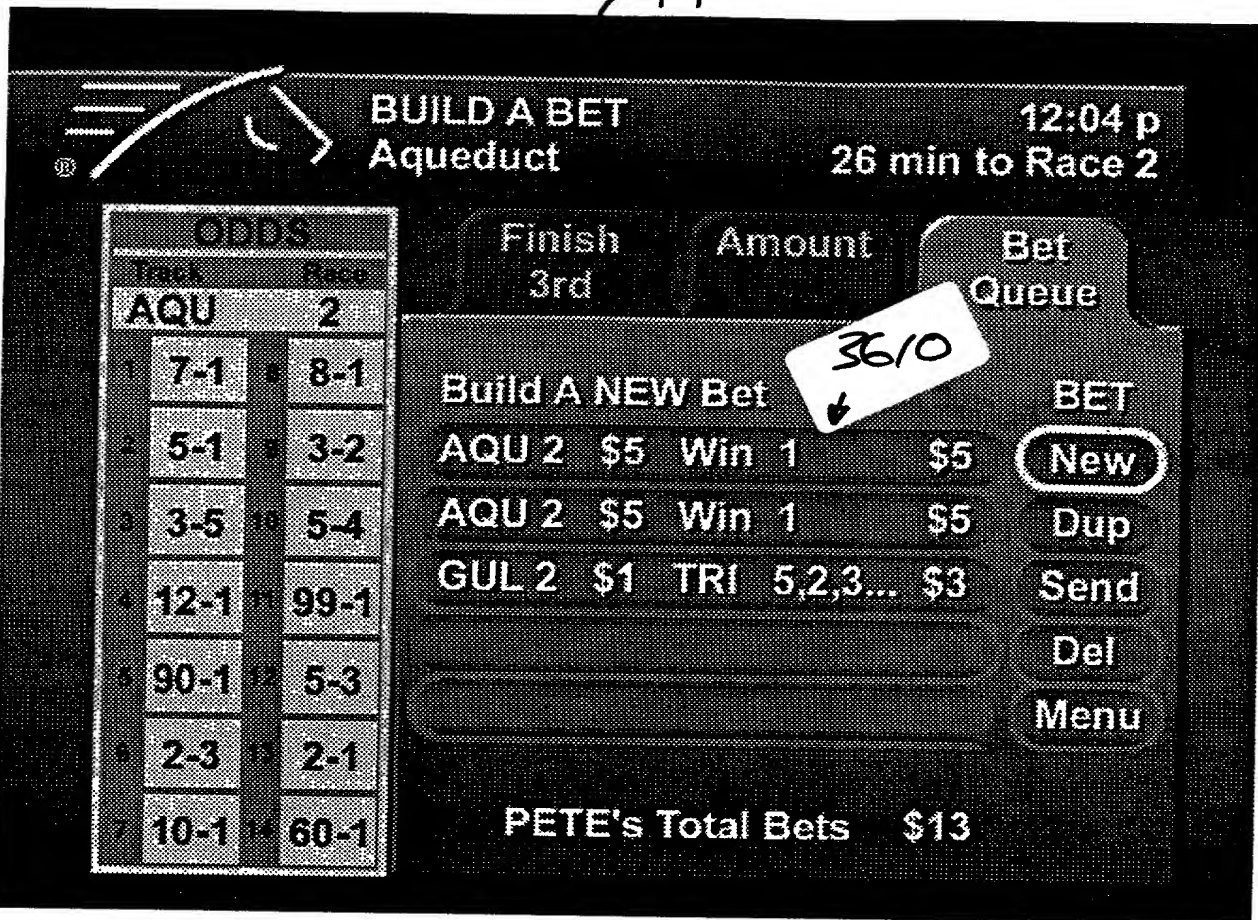 BUILD A BET
Aqueduct
12:04 p
26 min to Race 2
ODDS
Track Race
AQU 2
1 7-1 8 8-1
2 5-1 9 3-2
3 3-5 10 5-4
4 12-1 11 99-1
5 90-1 12 5-3
6 2-3 13 2-1
7 10-1 14 60-1
Finish
3rd
Amount
Bet
Queue
3610
Build A NEW Bet
AQU 2 $5 Win 1 $5
AQU 2 $5 Win 1 $5
GUL 2 $1 TRI 5,2,3... $3
BET
New
Dup
Send
Del
Menu
PETE's Total Bets $13
®